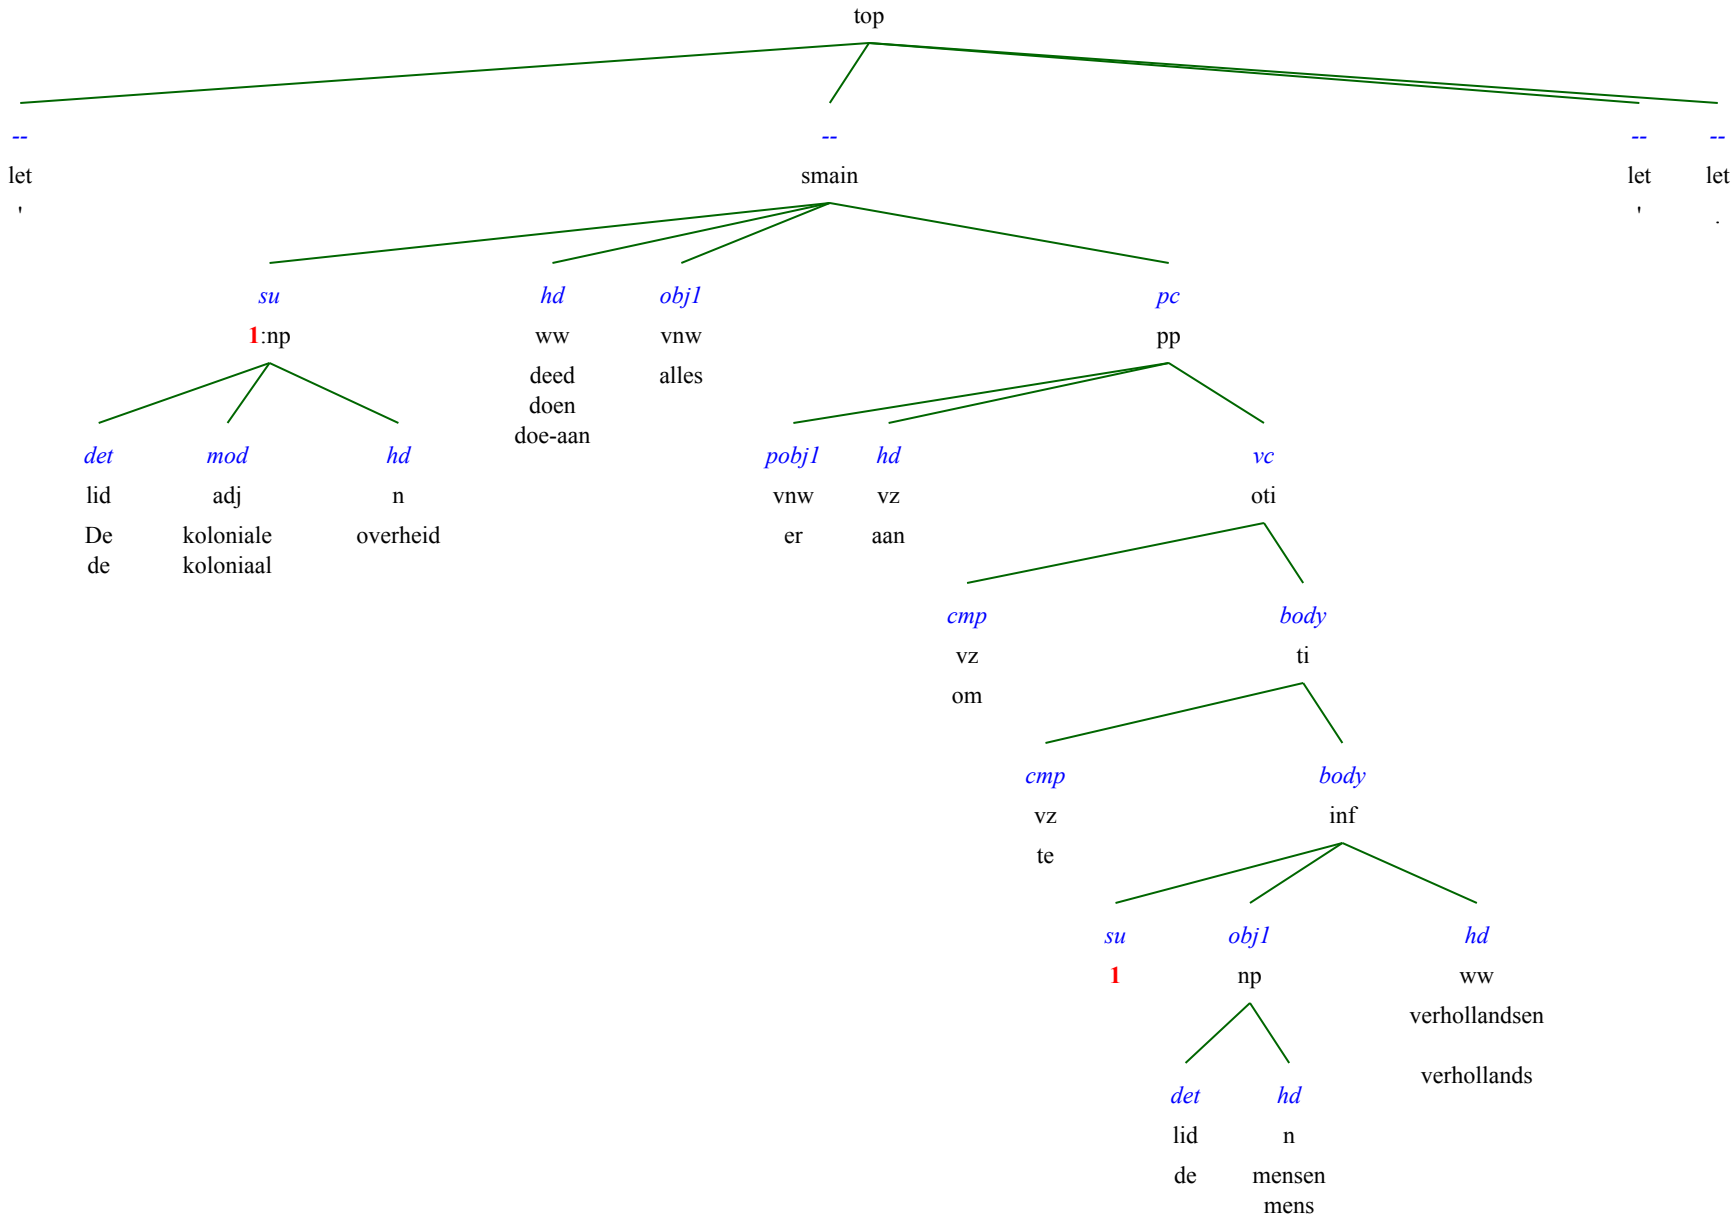 top
-- -- -- --
let smain let let
' ' .
su hd obj1 pc
1:np ww vnw pp
deed alles
doen
doe-aan
det mod hd pobj1 hd vc
lid adj n vnw vz oti
De koloniale overheid er aan
de koloniaal
cmp body
vz ti
om
cmp body
vz inf
te
su obj1 hd
1 np ww
verhollandsen
verhollands
det hd
lid n
de mensen
mens